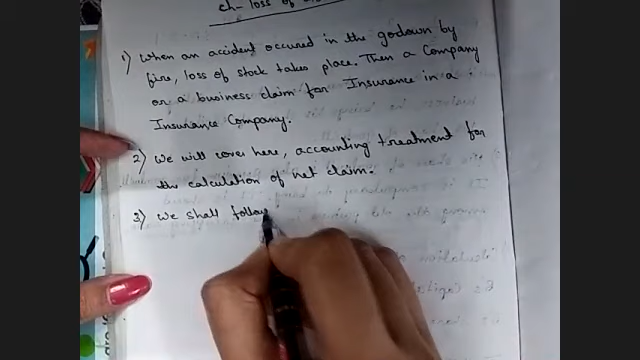 ch- loss of
1) When an accident occured in the godown by
fire, loss of stock takes place. Then a Company
or a business claim for Insurance in a
Insurance Company.
2) We will cover here, accounting treatment for
the calculation of net claim.
3) We shall follow